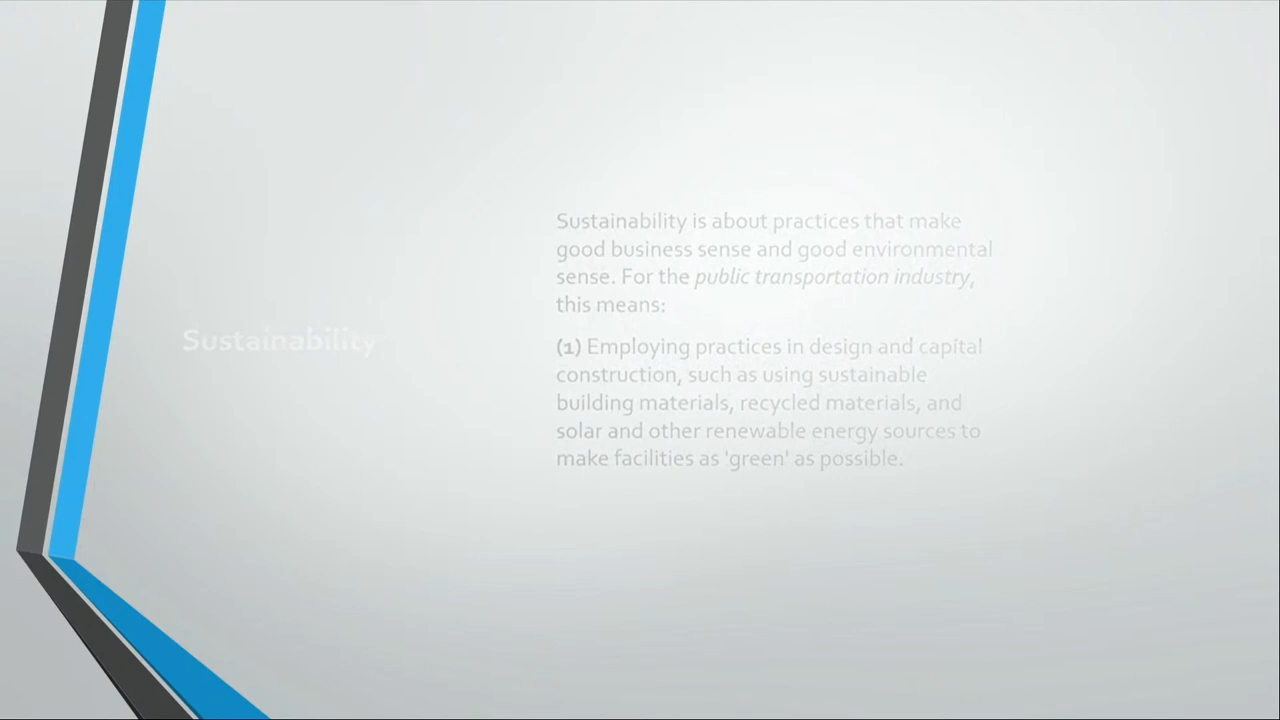 Sustainability
Sustainability is about practices that make
good business sense and good environmental
sense. For the public transportation industry,
this means:
(1) Employing practices in design and capital
construction, such as using sustainable
building materials, recycled materials, and
solar and other renewable energy sources to
make facilities as 'green' as possible.